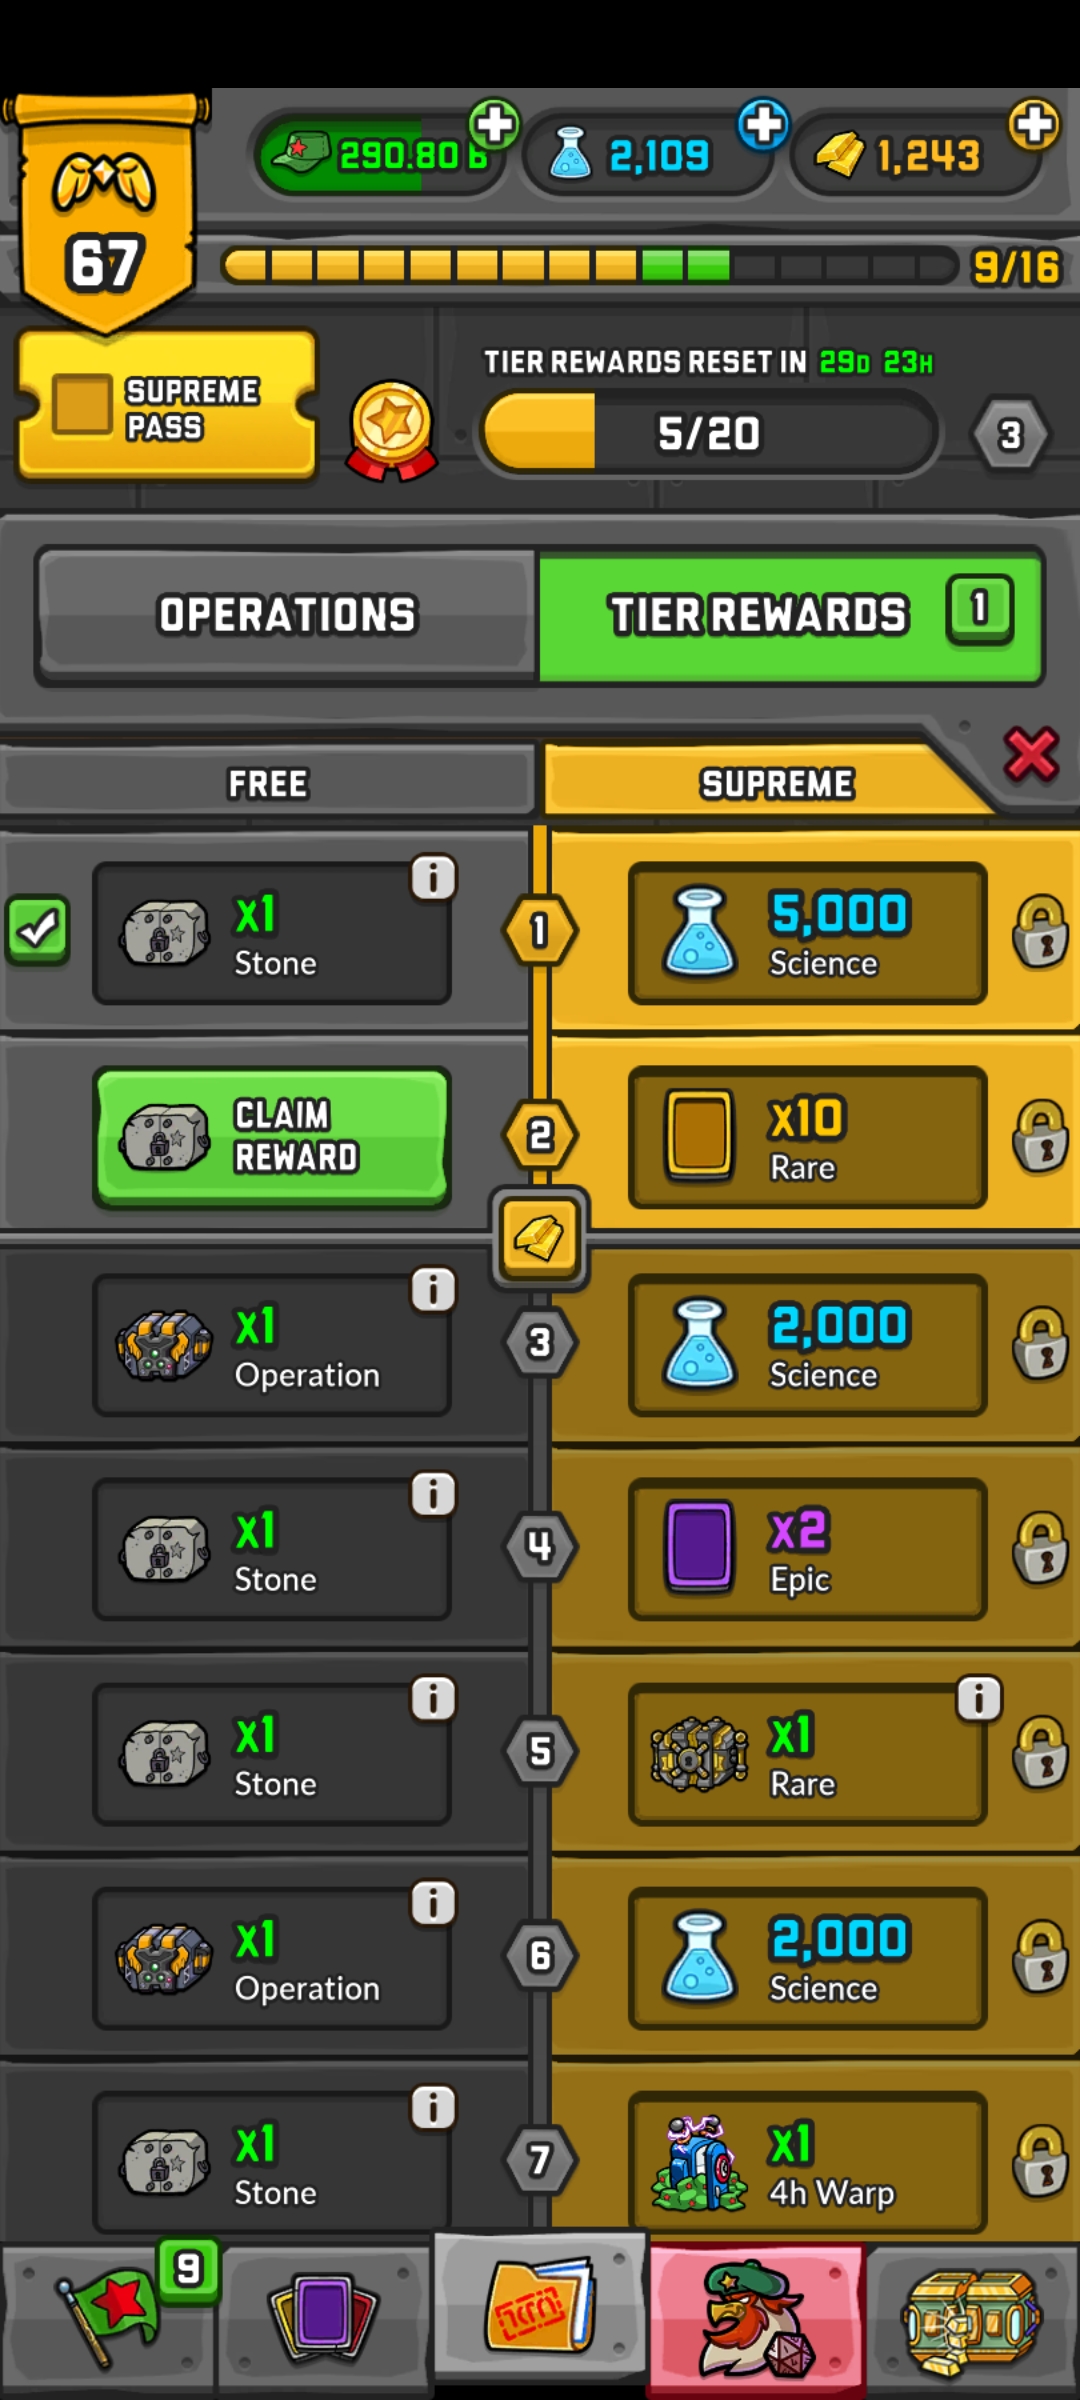 67
290.80 B
2,109
1,243
9/16
SUPREME
PASS
TIER REWARDS RESET IN 29D 23H
5/20
3
OPERATIONS
TIER REWARDS
1
FREE
SUPREME
x1
Stone
1
5,000
Science
CLAIM
REWARD
2
x10
Rare
x1
Operation
3
2,000
Science
x1
Stone
4
x2
Epic
x1
Stone
5
x1
Rare
x1
Operation
6
2,000
Science
x1
Stone
7
x1
4h Warp
9